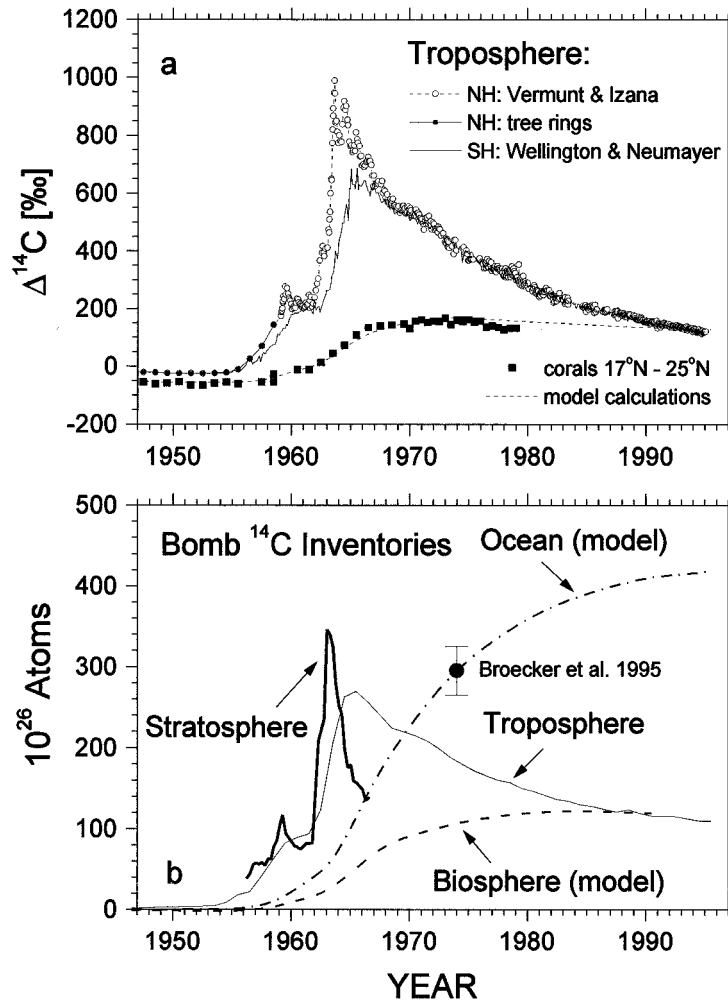 1200
1000
800
600
400
200
0
-200
Δ¹⁴C [‰]
a
Troposphere:
NH: Vermunt & Izana
NH: tree rings
SH: Wellington & Neumayer
corals 17°N - 25°N
model calculations
1950 1960 1970 1980 1990
500
400
300
200
100
0
10²⁶ Atoms
Bomb ¹⁴C Inventories
Ocean (model)
Broecker et al. 1995
Stratosphere
Troposphere
Biosphere (model)
b
1950 1960 1970 1980 1990
YEAR